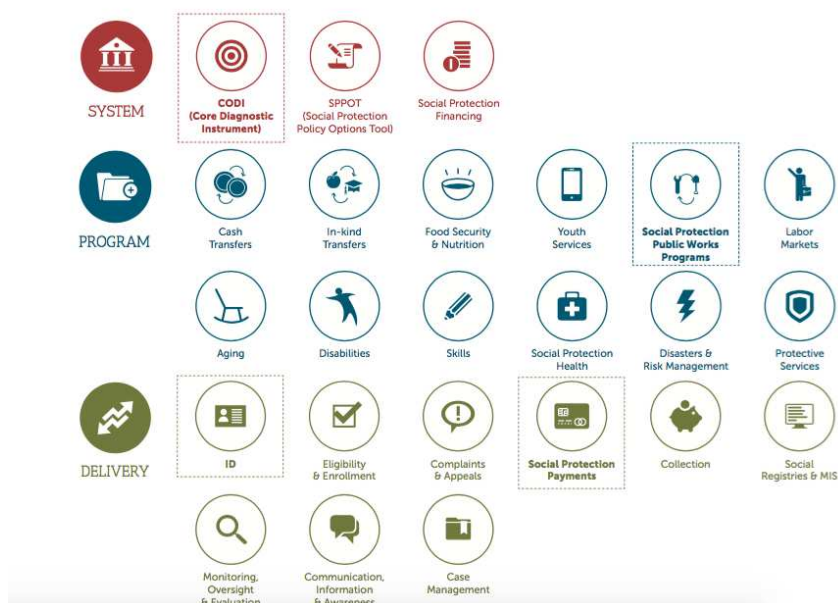 SYSTEM
CODI
(Core Diagnostic
Instrument)
SPPOT
(Social Protection
Policy Options Tool)
Social Protection
Financing
PROGRAM
Cash
Transfers
In-kind
Transfers
Food Security
& Nutrition
Youth
Services
Social Protection
Public Works
Programs
Labor
Markets
Aging
Disabilities
Skills
Social Protection
Health
Disasters &
Risk Management
Protective
Services
DELIVERY
ID
Eligibility
& Enrollment
Complaints
& Appeals
Social Protection
Payments
Collection
Social
Registries & MIS
Monitoring,
Oversight
& Evaluation
Communication,
Information
& Awareness
Case
Management